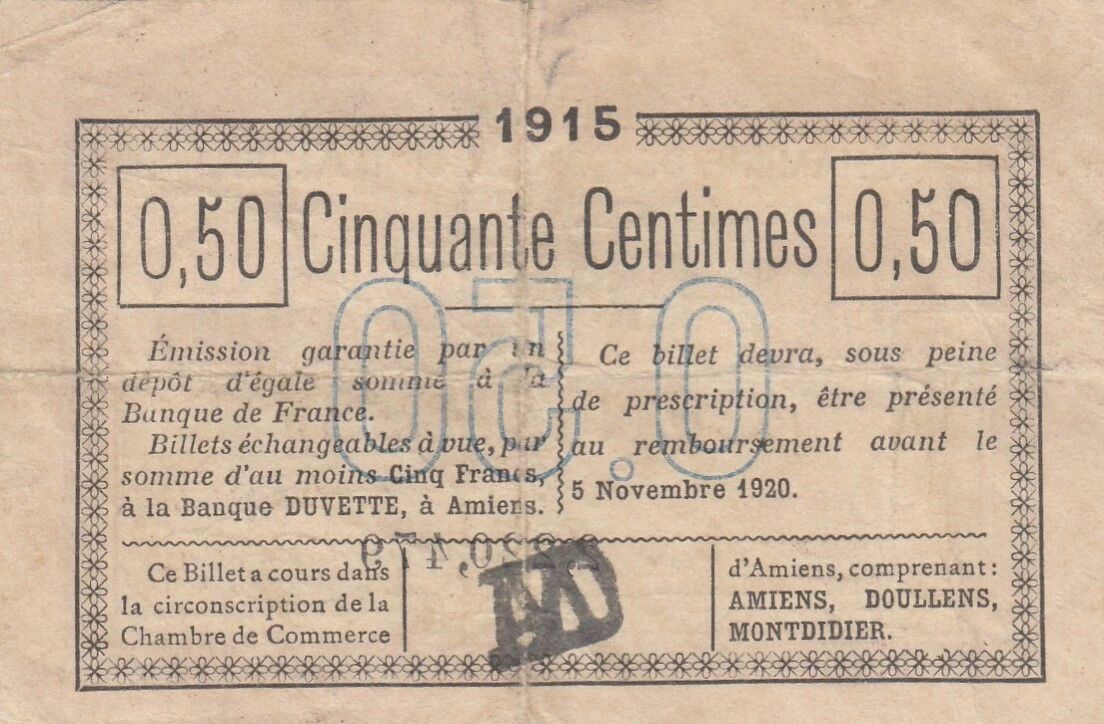 1915
0,50 Cinquante Centimes 0,50
0.50
Émission garantie par un
dépôt d'égale somme à la
Banque de France.
Billets échangeables à vue, par
somme d'au moins Cinq Francs,
à la Banque DUVETTE, à Amiens.
Ce billet devra, sous peine
de prescription, être présenté
au remboursement avant le
5 Novembre 1920.
Ce Billet a cours dans
la circonscription de la
Chambre de Commerce
d'Amiens, comprenant:
AMIENS, DOULLENS,
MONTDIDIER.